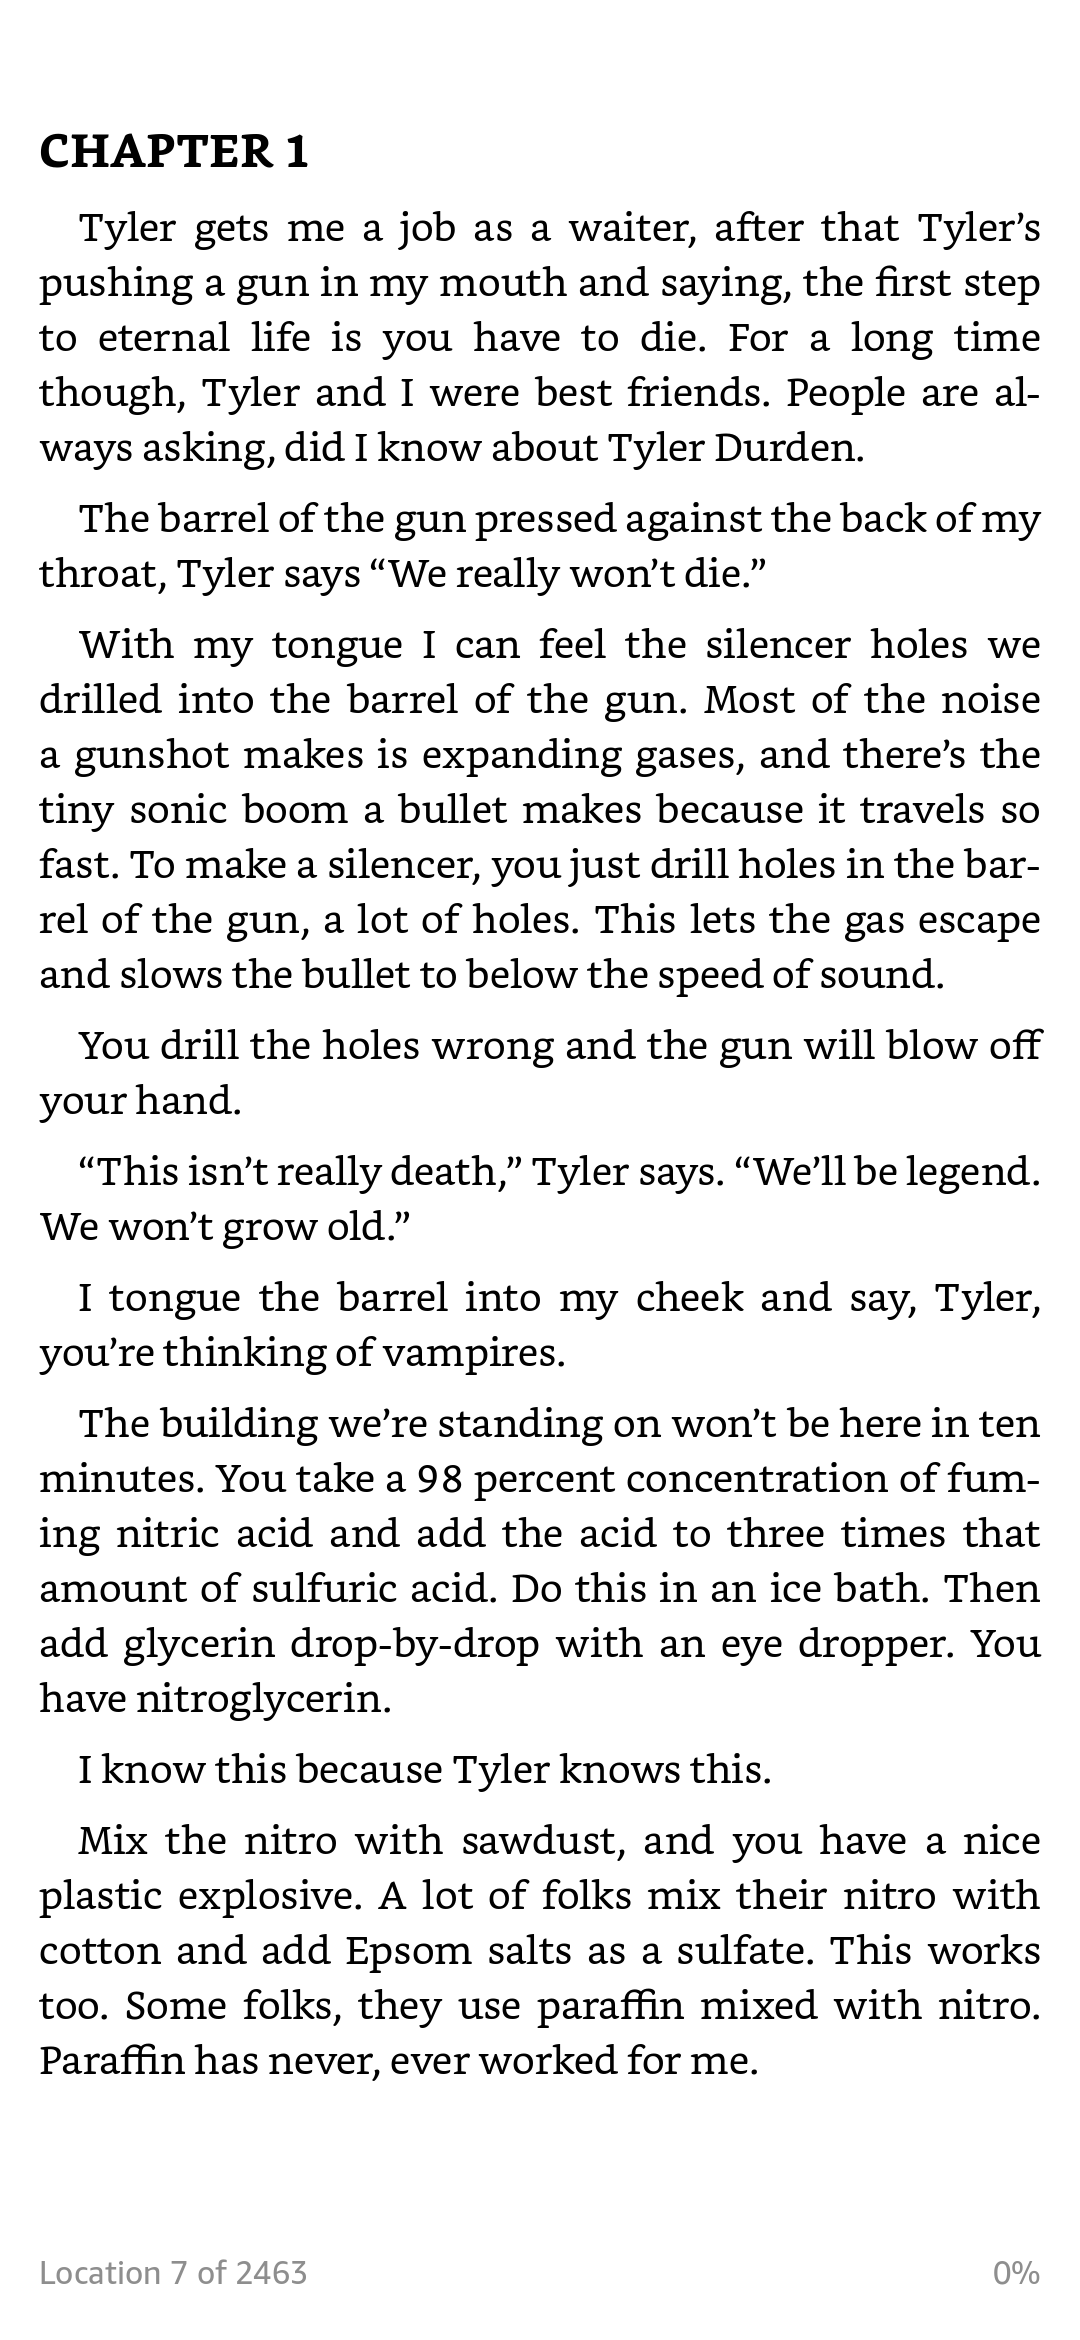 CHAPTER 1
Tyler gets me a job as a waiter, after that Tyler’s
pushing a gun in my mouth and saying, the first step
to eternal life is you have to die. For a long time
though, Tyler and I were best friends. People are al-
ways asking, did I know about Tyler Durden.
The barrel of the gun pressed against the back of my
throat, Tyler says “We really won’t die.”
With my tongue I can feel the silencer holes we
drilled into the barrel of the gun. Most of the noise
a gunshot makes is expanding gases, and there’s the
tiny sonic boom a bullet makes because it travels so
fast. To make a silencer, you just drill holes in the bar-
rel of the gun, a lot of holes. This lets the gas escape
and slows the bullet to below the speed of sound.
You drill the holes wrong and the gun will blow off
your hand.
“This isn’t really death,” Tyler says. “We’ll be legend.
We won’t grow old.”
I tongue the barrel into my cheek and say, Tyler,
you’re thinking of vampires.
The building we’re standing on won’t be here in ten
minutes. You take a 98 percent concentration of fum-
ing nitric acid and add the acid to three times that
amount of sulfuric acid. Do this in an ice bath. Then
add glycerin drop-by-drop with an eye dropper. You
have nitroglycerin.
I know this because Tyler knows this.
Mix the nitro with sawdust, and you have a nice
plastic explosive. A lot of folks mix their nitro with
cotton and add Epsom salts as a sulfate. This works
too. Some folks, they use paraffin mixed with nitro.
Paraffin has never, ever worked for me.
Location 7 of 2463
0%